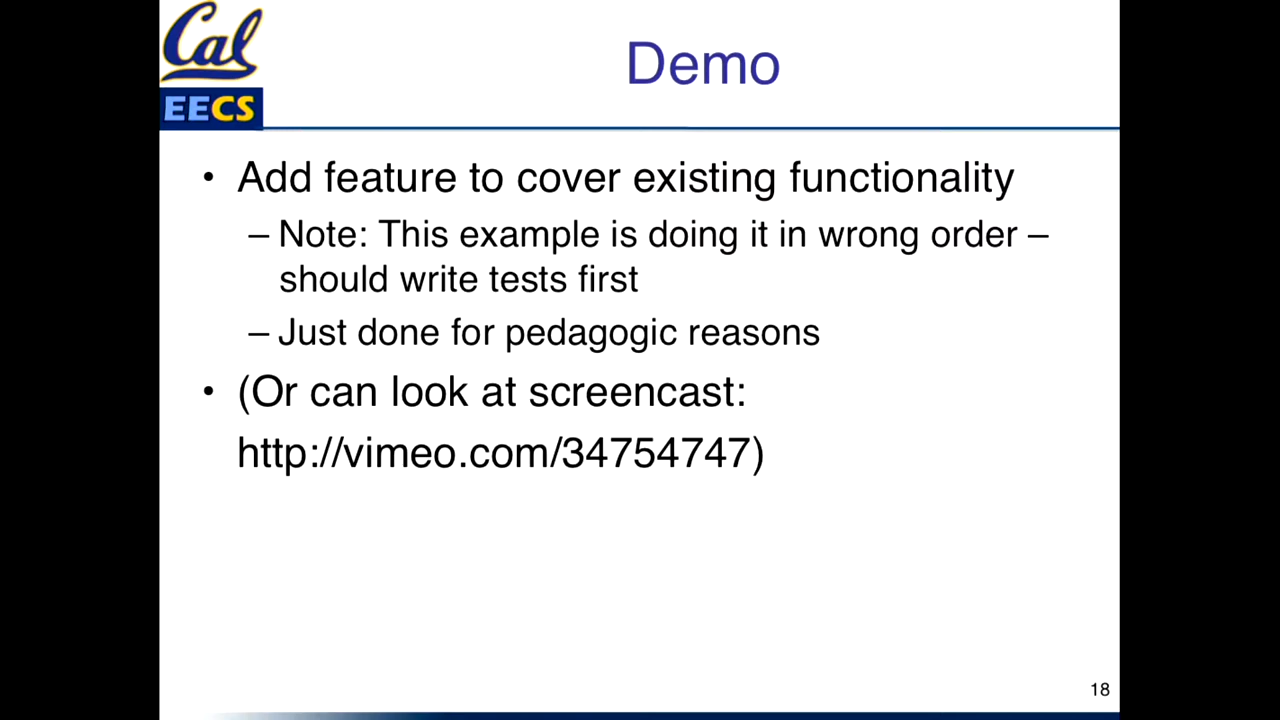 Cal
EECS
Demo
• Add feature to cover existing functionality
– Note: This example is doing it in wrong order –
should write tests first
– Just done for pedagogic reasons
• (Or can look at screencast:
http://vimeo.com/34754747)
18